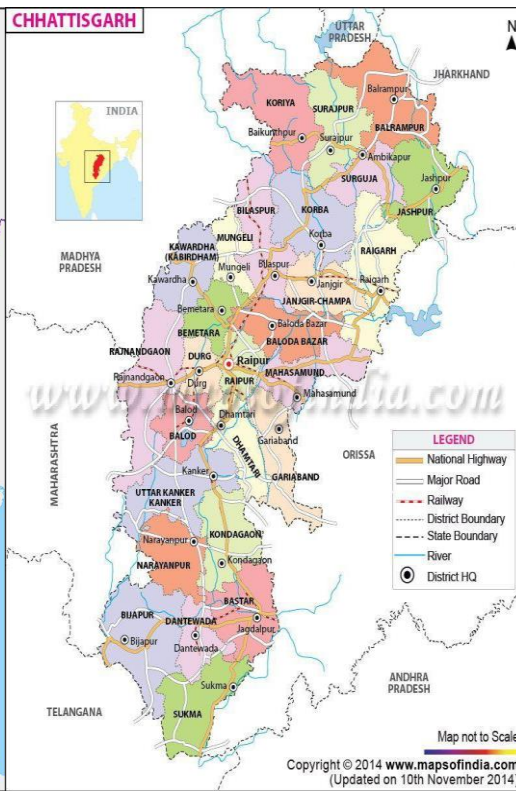 CHHATTISGARH
UTTAR
PRADESH
N
JHARKHAND
INDIA
KORIYA
SURAJPUR
Balrampur
BALRAMPUR
Baikunthpur
Surajpur
Ambikapur
SURGUJA
Jashpur
JASHPUR
BILASPUR
KORBA
MADHYA
PRADESH
MUNGELI
KAWARDHA
(KABIRDHAM)
Korba
RAIGARH
Kawardha
Mungeli
Bilaspur
Janjgir
Raigarh
JANJGIR-CHAMPA
Bemetara
BEMETARA
Baloda Bazar
BALODA BAZAR
RAJNANDGAON
DURG
Raipur
MAHASAMUND
Rajnandgaon
Durg
RAIPUR
Mahasamund
www.mapsofindia.com
Balod
BALOD
Dhamtari
Gariaband
DHAMTARI
MAHARASHTRA
ORISSA
Kanker
GARIABAND
UTTAR KANKER
KANKER
LEGEND
National Highway
Major Road
Railway
District Boundary
State Boundary
River
District HQ
KONDAGAON
Narayanpur
NARAYANPUR
Kondagaon
BASTAR
BIJAPUR
DANTEWADA
Jagdalpur
Bijapur
Dantewada
Sukma
SUKMA
TELANGANA
ANDHRA
PRADESH
Map not to Scale
Copyright © 2014 www.mapsofindia.com
(Updated on 10th November 2014)